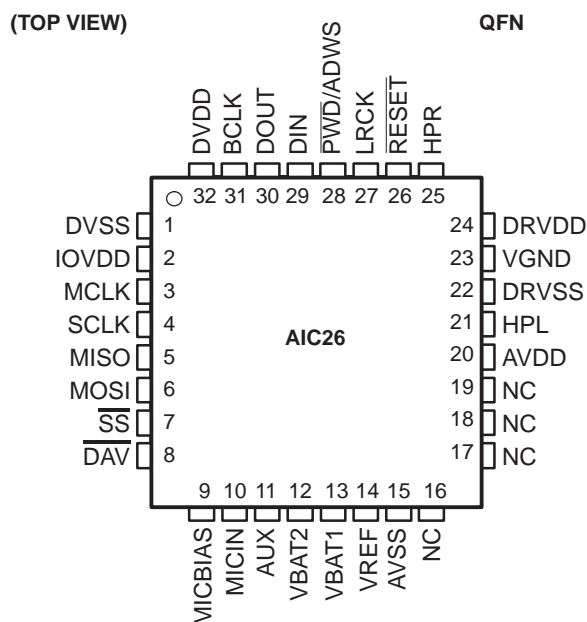 (TOP VIEW)
QFN
DVDD
BCLK
DOUT
DIN
PWD/ADWS
LRCK
RESET
HPR
32 31 30 29 28 27 26 25
DVSS 1
IOVDD 2
MCLK 3
SCLK 4
MISO 5
MOSI 6
SS 7
DAV 8
AIC26
24 DRVDD
23 VGND
22 DRVSS
21 HPL
20 AVDD
19 NC
18 NC
17 NC
9 10 11 12 13 14 15 16
MICBIAS
MICIN
AUX
VBAT2
VBAT1
VREF
AVSS
NC